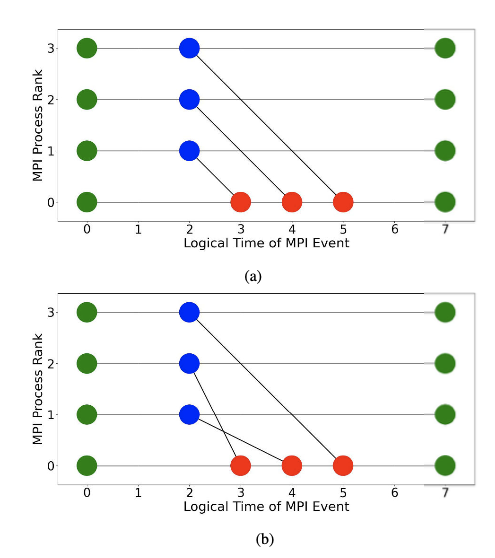 3
2
1
0
MPI Process Rank
0 1 2 3 4 5 6 7
Logical Time of MPI Event
(a)
3
2
1
0
MPI Process Rank
0 1 2 3 4 5 6 7
Logical Time of MPI Event
(b)